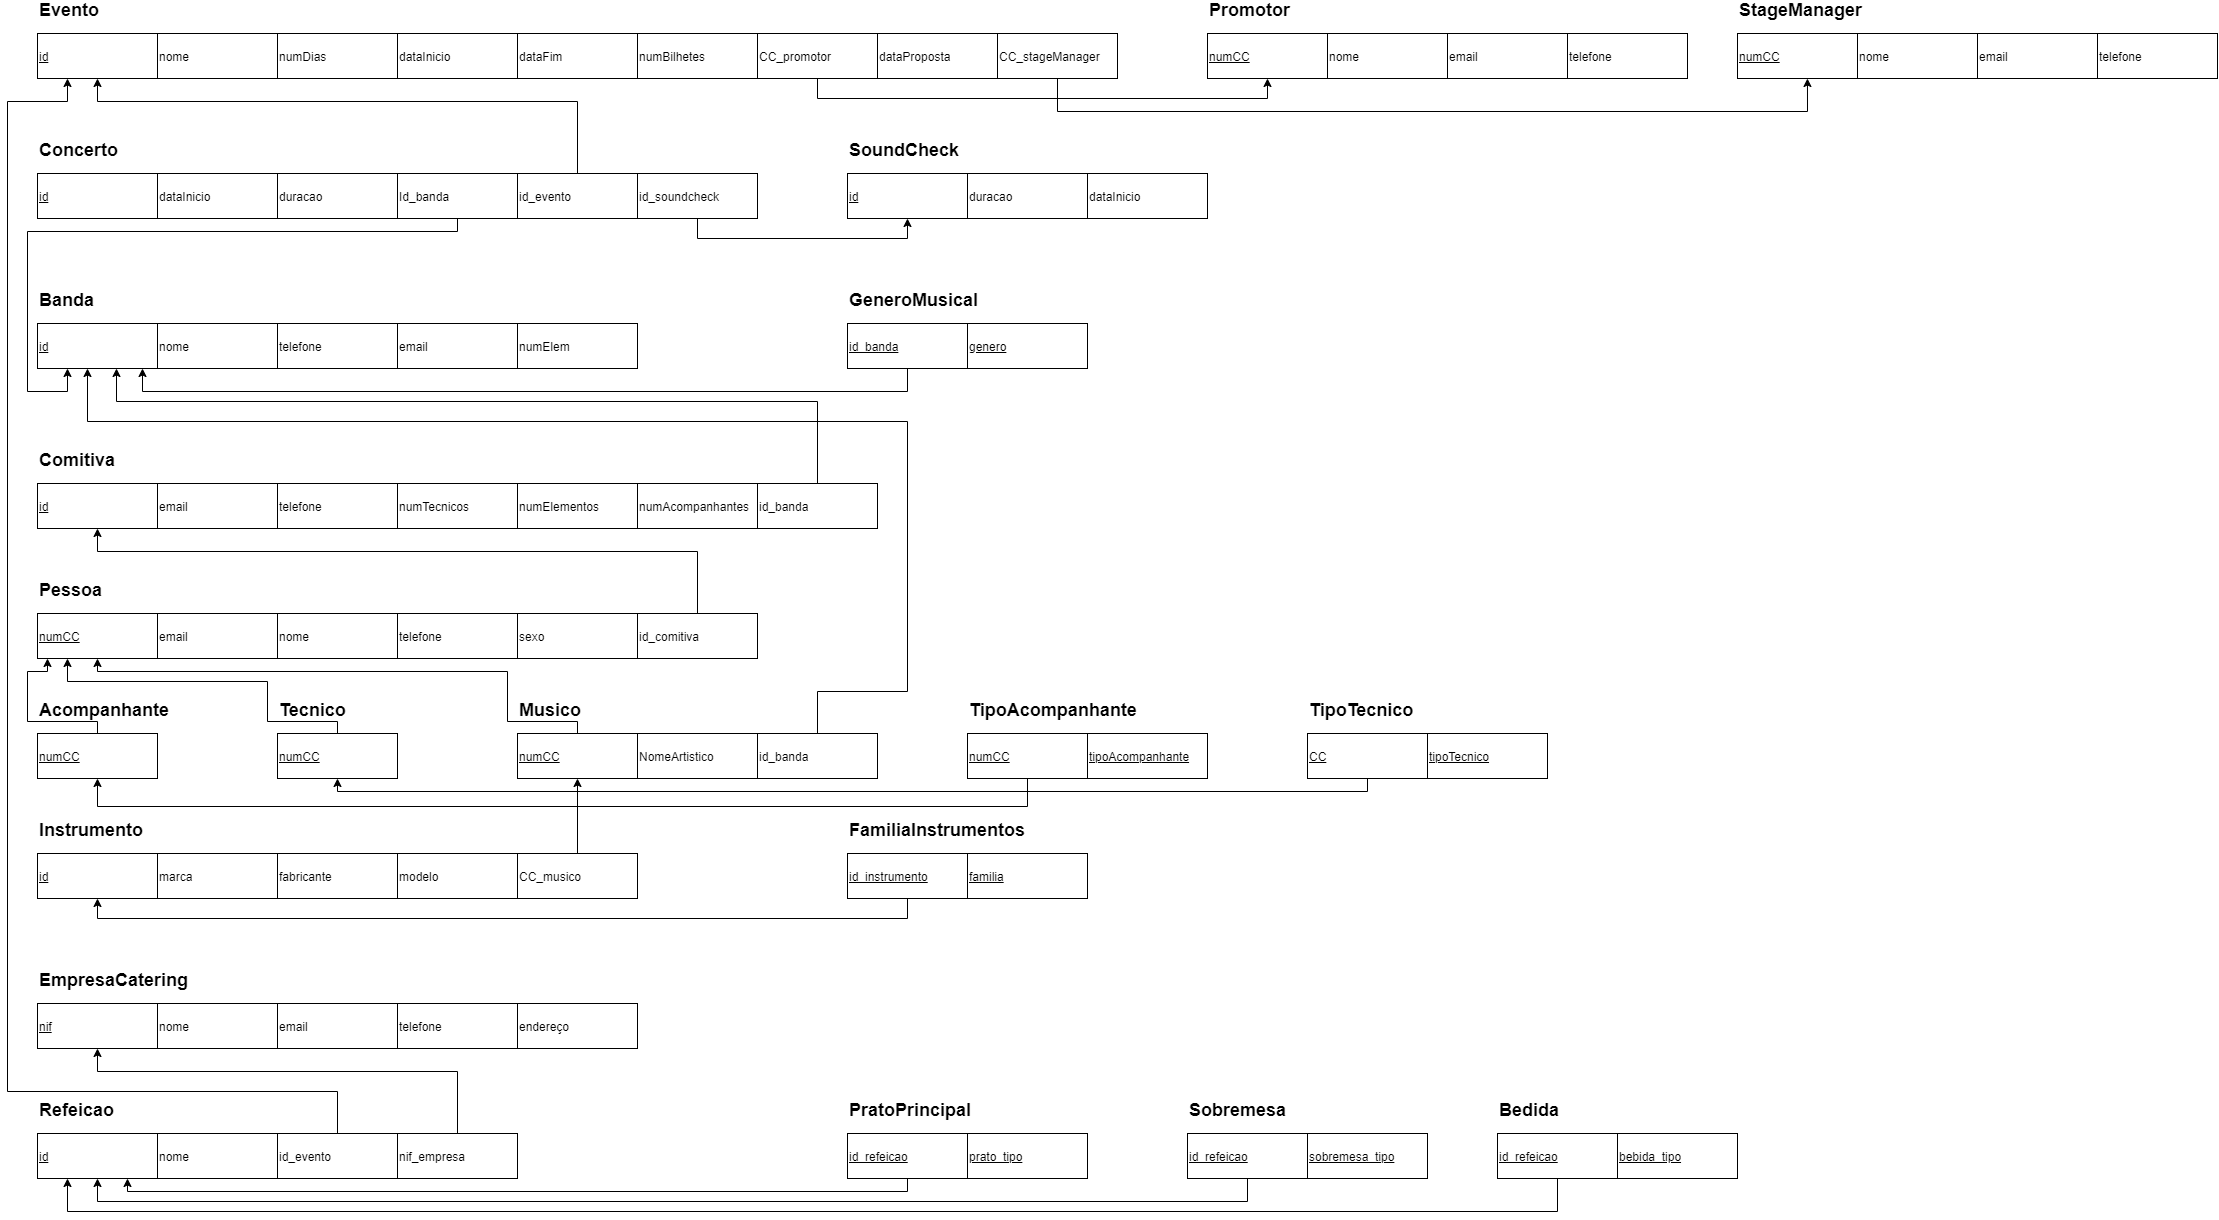 Evento
Promotor
StageManager
id nome numDias dataInicio dataFim numBilhetes CC_promotor dataProposta CC_stageManager
numCC nome email telefone
numCC nome email telefone
Concerto
SoundCheck
id dataInicio duracao Id_banda id_evento id_soundcheck
id duracao dataInicio
Banda
GeneroMusical
id nome telefone email numElem
id_banda genero
Comitiva
id email telefone numTecnicos numElementos numAcompanhantes id_banda
Pessoa
numCC email nome telefone sexo id_comitiva
Acompanhante
Tecnico
Musico
TipoAcompanhante
TipoTecnico
numCC
numCC
numCC NomeArtistico id_banda
numCC tipoAcompanhante
CC tipoTecnico
Instrumento
FamiliaInstrumentos
id marca fabricante modelo CC_musico
id_instrumento familia
EmpresaCatering
nif nome email telefone endereço
Refeicao
PratoPrincipal
Sobremesa
Bedida
id nome id_evento nif_empresa
id_refeicao prato_tipo
id_refeicao sobremesa_tipo
id_refeicao bebida_tipo